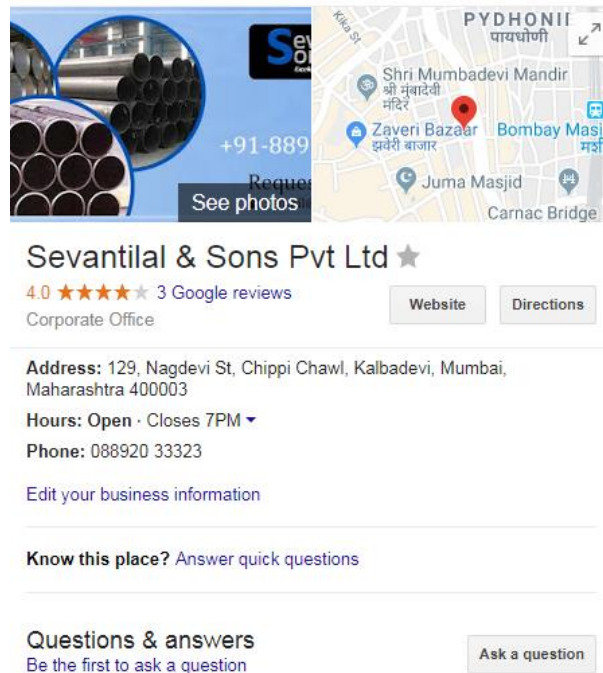 +91-889
See photos
Kika St
PYDHONIE
पायधोणी
Shri Mumbadevi Mandir
श्री मुंबादेवी
मंदिर
Zaveri Bazaar
झवेरी बाजार
Bombay Masj
Juma Masjid
Carnac Bridge
Sevantilal & Sons Pvt Ltd
4.0 3 Google reviews
Corporate Office
Website
Directions
Address: 129, Nagdevi St, Chippi Chawl, Kalbadevi, Mumbai,
Maharashtra 400003
Hours: Open · Closes 7PM
Phone: 088920 33323
Edit your business information
Know this place? Answer quick questions
Questions & answers
Be the first to ask a question
Ask a question